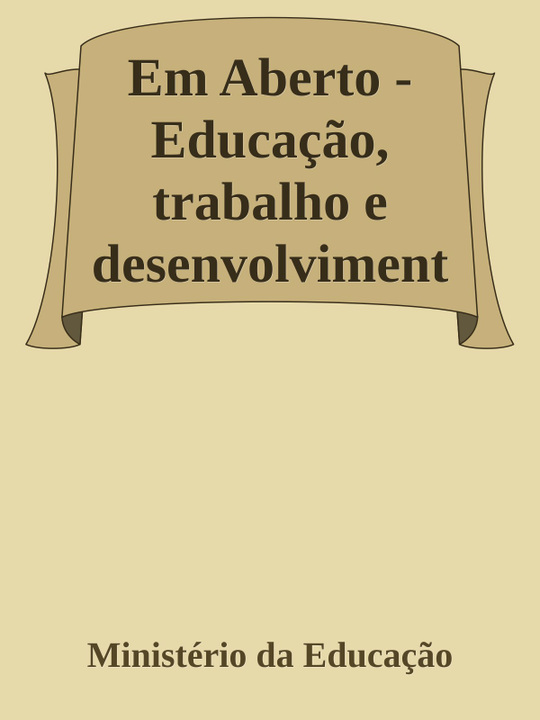 Em Aberto -
Educação,
trabalho e
desenvolviment
Ministério da Educação